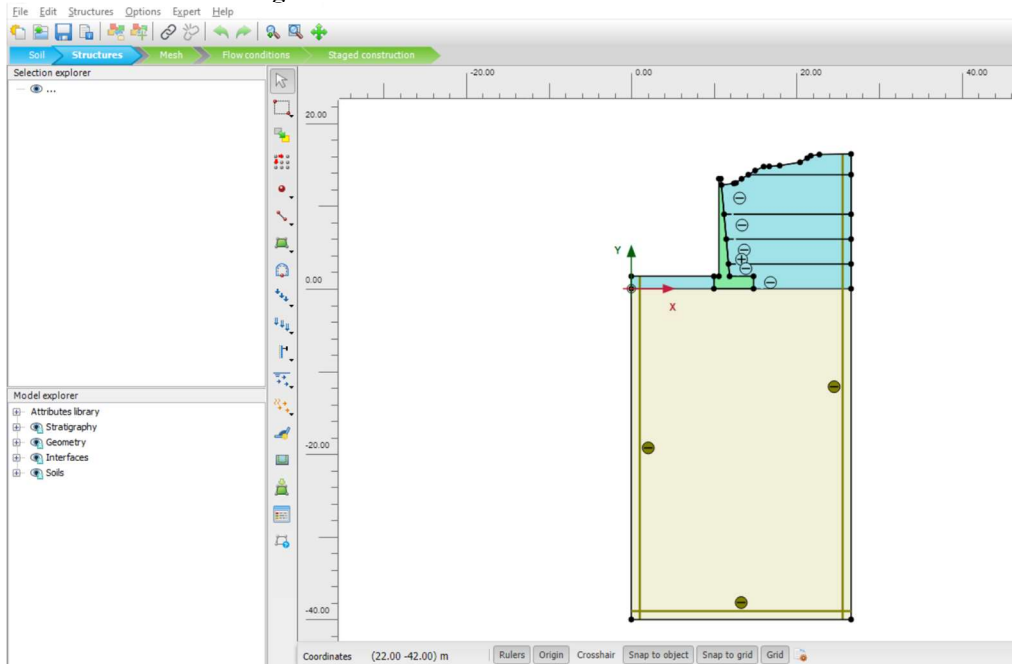 File Edit Structures Options Expert Help
Soil Structures Mesh Flow conditions Staged construction
Selection explorer
...
-20.00 0.00 20.00 40.00
20.00
Y
0.00
X
Model explorer
Attributes library
Stratigraphy
Geometry
Interfaces
Soils
-20.00
-40.00
Coordinates (22.00 -42.00) m Rulers Origin Crosshair Snap to object Snap to grid Grid